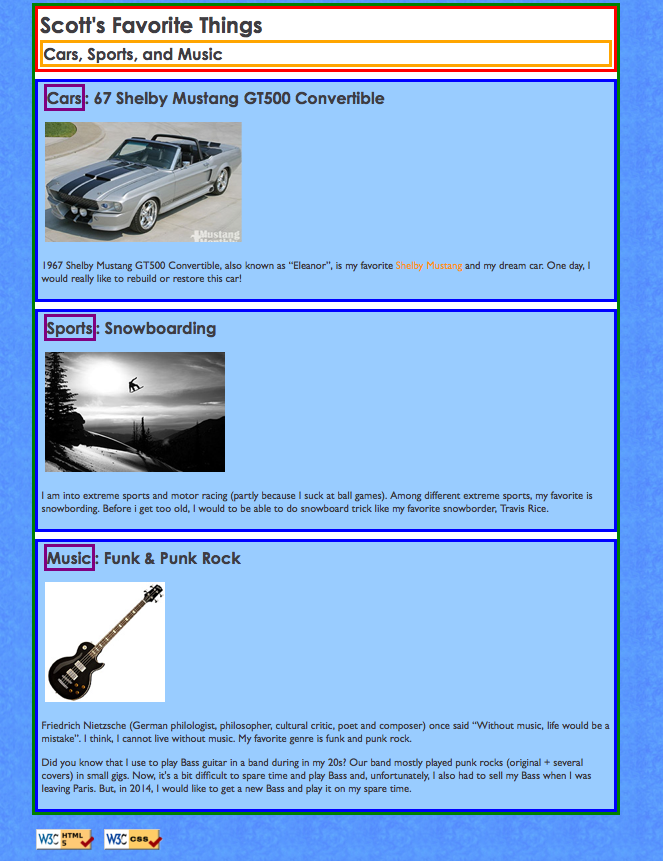 Scott's Favorite Things
Cars, Sports, and Music
Cars: 67 Shelby Mustang GT500 Convertible
Mustang
Monthly
1967 Shelby Mustang GT500 Convertible, also known as “Eleanor”, is my favorite Shelby Mustang and my dream car. One day, I
would really like to rebuild or restore this car!
Sports: Snowboarding
I am into extreme sports and motor racing (partly because I suck at ball games). Among different extreme sports, my favorite is
snowbording. Before i get too old, I would to be able to do snowboard trick like my favorite snowborder, Travis Rice.
Music: Funk & Punk Rock
Friedrich Nietzsche (German philologist, philosopher, cultural critic, poet and composer) once said “Without music, life would be a
mistake”. I think, I cannot live without music. My favorite genre is funk and punk rock.
Did you know that I use to play Bass guitar in a band during in my 20s? Our band mostly played punk rocks (original + several
covers) in small gigs. Now, it's a bit difficult to spare time and play Bass and, unfortunately, I also had to sell my Bass when I was
leaving Paris. But, in 2014, I would like to get a new Bass and play it on my spare time.
W3C HTML 5 W3C css